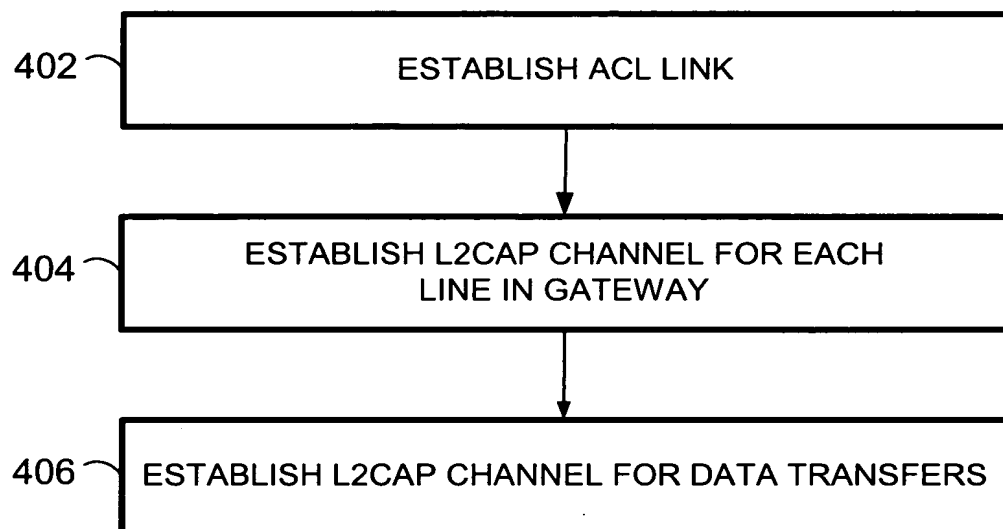 402
ESTABLISH ACL LINK
404
ESTABLISH L2CAP CHANNEL FOR EACH
LINE IN GATEWAY
406
ESTABLISH L2CAP CHANNEL FOR DATA TRANSFERS